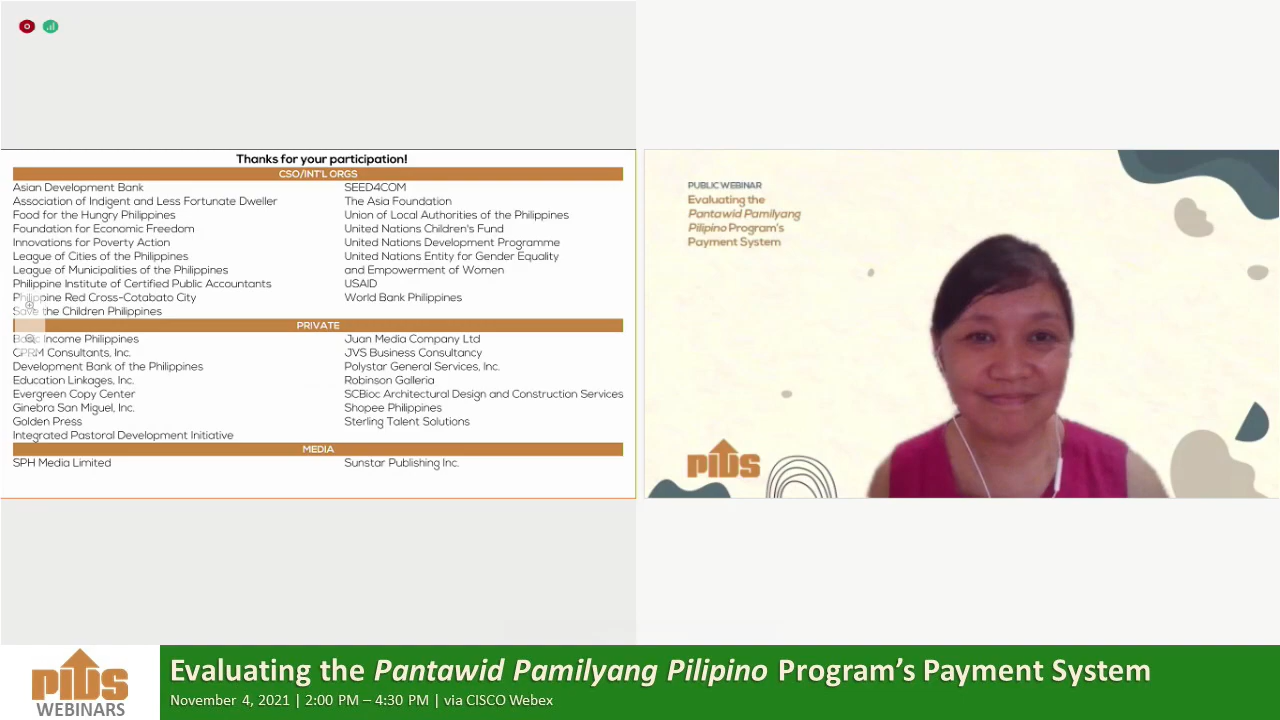 Thanks for your participation!
CSO/INT'L ORGS
Asian Development Bank
Association of Indigent and Less Fortunate Dweller
Food for the Hungry Philippines
Foundation for Economic Freedom
Innovations for Poverty Action
League of Cities of the Philippines
League of Municipalities of the Philippines
Philippine Institute of Certified Public Accountants
Philippine Red Cross-Cotabato City
Save the Children Philippines
SEED4COM
The Asia Foundation
Union of Local Authorities of the Philippines
United Nations Children's Fund
United Nations Development Programme
United Nations Entity for Gender Equality
and Empowerment of Women
USAID
World Bank Philippines
PRIVATE
Basic Income Philippines
CPRM Consultants, Inc.
Development Bank of the Philippines
Education Linkages, Inc.
Evergreen Copy Center
Ginebra San Miguel, Inc.
Golden Press
Integrated Pastoral Development Initiative
Juan Media Company Ltd
JVS Business Consultancy
Polystar General Services, Inc.
Robinson Galleria
SCBioc Architectural Design and Construction Services
Shopee Philippines
Sterling Talent Solutions
MEDIA
SPH Media Limited
Sunstar Publishing Inc.
PUBLIC WEBINAR
Evaluating the
Pantawid Pamilyang
Pilipino Program's
Payment System
PIDS
PIDS
WEBINARS
Evaluating the Pantawid Pamilyang Pilipino Program's Payment System
November 4, 2021 | 2:00 PM – 4:30 PM | via CISCO Webex